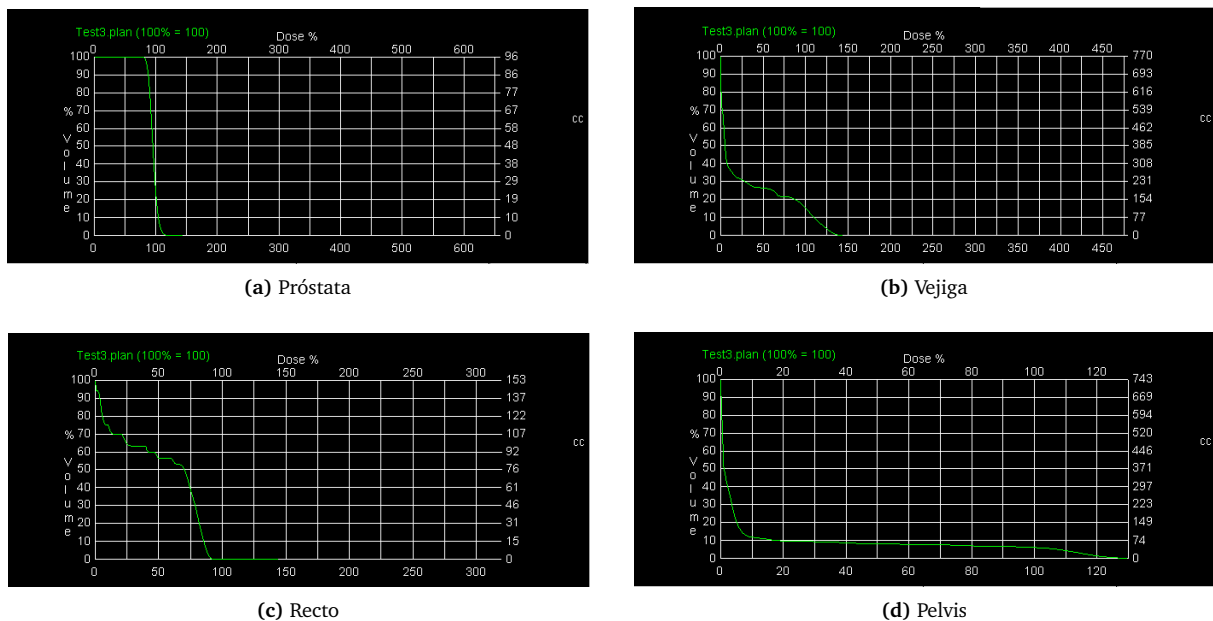 Test3.plan (100% = 100)
Dose %
0 100 200 300 400 500 600
100 96
90 86
80 77
70 67
60 58
50 48
40 38
30 29
20 19
10 10
0 0
% Volume
cc
0 100 200 300 400 500 600
(a) Próstata
Test3.plan (100% = 100)
Dose %
0 50 100 150 200 250 300 350 400 450
100 770
90 693
80 616
70 539
60 462
50 385
40 308
30 231
20 154
10 77
0 0
% Volume
cc
0 50 100 150 200 250 300 350 400 450
(b) Vejiga
Test3.plan (100% = 100)
Dose %
0 50 100 150 200 250 300
100 153
90 137
80 122
70 107
60 92
50 76
40 61
30 46
20 31
10 15
0 0
% Volume
cc
0 50 100 150 200 250 300
(c) Recto
Test3.plan (100% = 100)
Dose %
0 20 40 60 80 100 120
100 743
90 669
80 594
70 520
60 446
50 371
40 297
30 223
20 149
10 74
0 0
% Volume
cc
0 20 40 60 80 100 120
(d) Pelvis